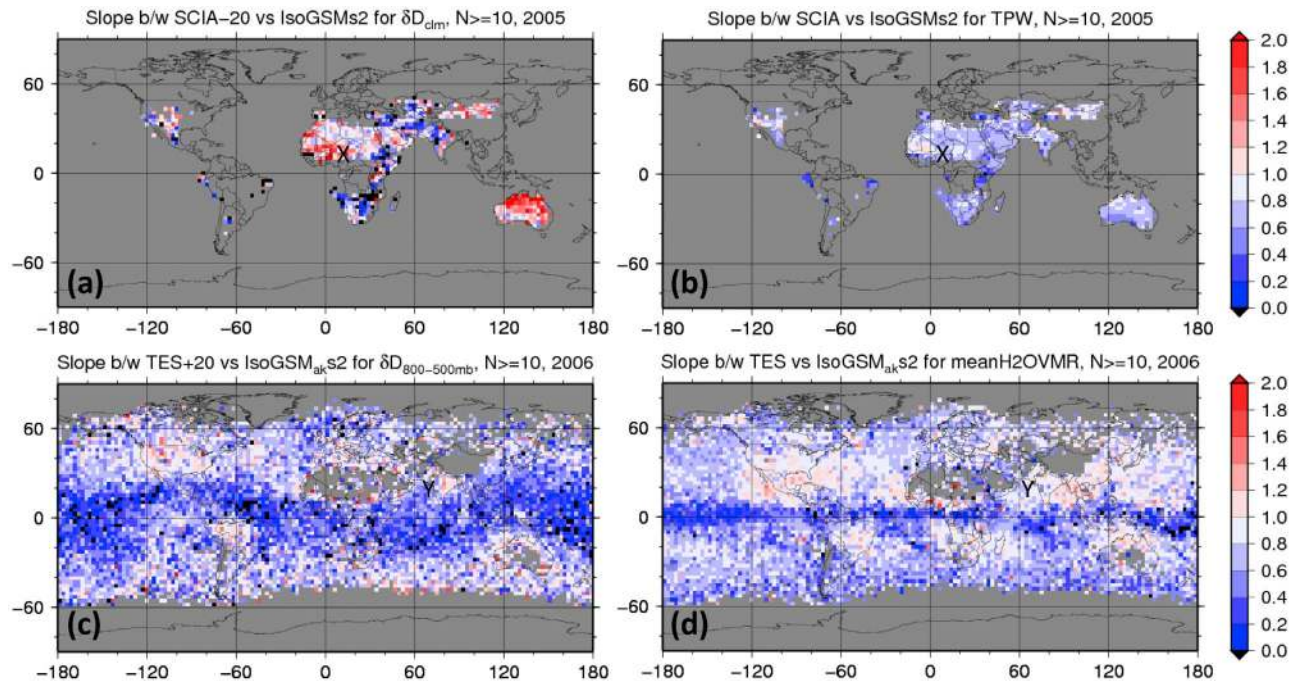 Slope b/w SCIA-20 vs IsoGSMs2 for δD_clm, N>=10, 2005
60
0
-60
X
(a)
-180 -120 -60 0 60 120 180
Slope b/w SCIA vs IsoGSMs2 for TPW, N>=10, 2005
60
0
-60
X
(b)
-180 -120 -60 0 60 120 180
2.0
1.8
1.6
1.4
1.2
1.0
0.8
0.6
0.4
0.2
0.0
Slope b/w TES+20 vs IsoGSM_aks2 for δD_800-500mb, N>=10, 2006
60
0
-60
Y
(c)
-180 -120 -60 0 60 120 180
Slope b/w TES vs IsoGSM_aks2 for meanH2OVMR, N>=10, 2006
60
0
-60
Y
(d)
-180 -120 -60 0 60 120 180
2.0
1.8
1.6
1.4
1.2
1.0
0.8
0.6
0.4
0.2
0.0